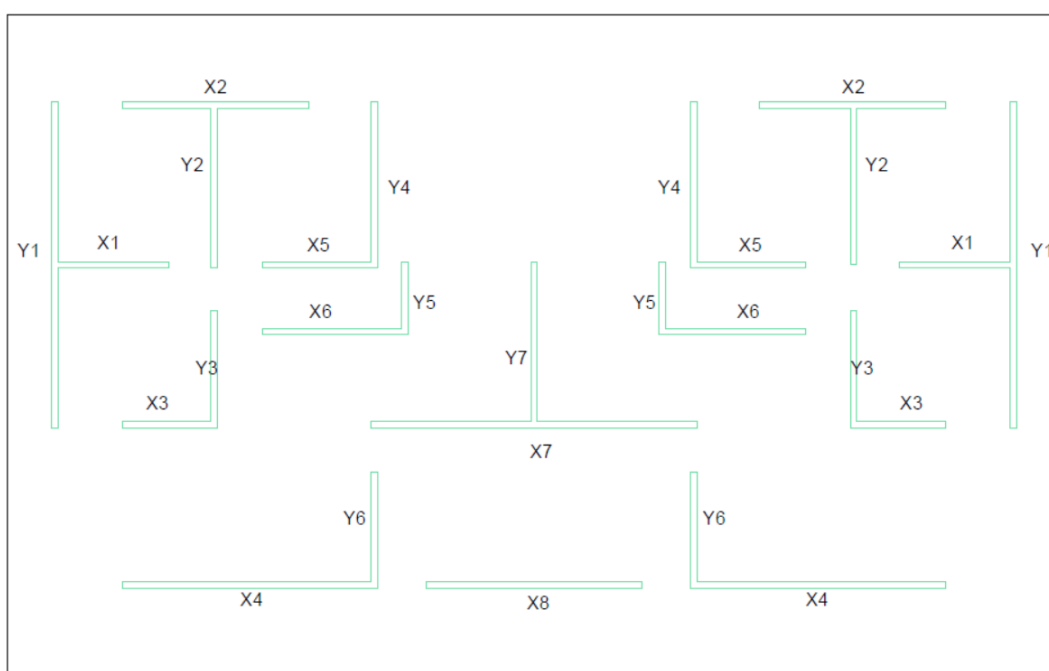 X2 X2
Y2 Y2
Y4 Y4
Y1 X1 X5 X5 X1 Y1
X6 Y5 Y5 X6
Y3 Y7 Y3
X3 X3
X7
Y6 Y6
X4 X8 X4